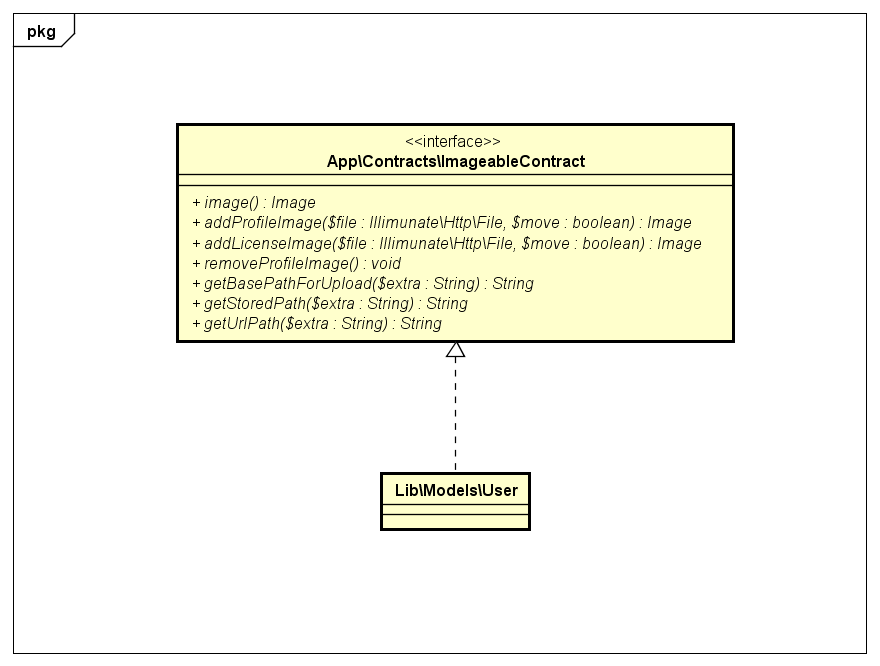 pkg
<<interface>>
App\Contracts\ImageableContract
+ image() : Image
+ addProfileImage($file : Illimunate\Http\File, $move : boolean) : Image
+ addLicenseImage($file : Illimunate\Http\File, $move : boolean) : Image
+ removeProfileImage() : void
+ getBasePathForUpload($extra : String) : String
+ getStoredPath($extra : String) : String
+ getUrlPath($extra : String) : String
Lib\Models\User